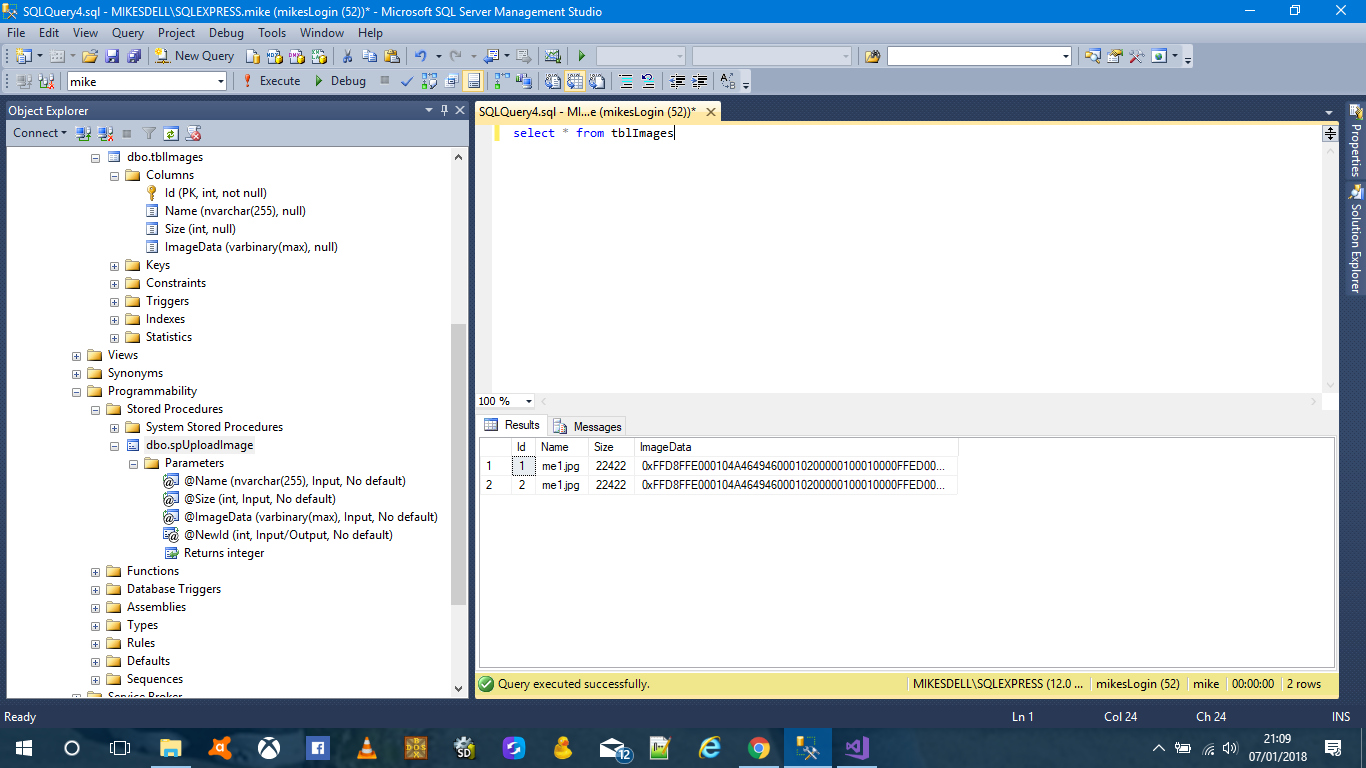 SQLQuery4.sql - MIKESDELL\SQLEXPRESS.mike (mikesLogin (52))* - Microsoft SQL Server Management Studio
File Edit View Query Project Debug Tools Window Help
New Query
mike Execute Debug
Object Explorer
Connect
dbo.tblImages
Columns
Id (PK, int, not null)
Name (nvarchar(255), null)
Size (int, null)
ImageData (varbinary(max), null)
Keys
Constraints
Triggers
Indexes
Statistics
Views
Synonyms
Programmability
Stored Procedures
System Stored Procedures
dbo.spUploadImage
Parameters
@Name (nvarchar(255), Input, No default)
@Size (int, Input, No default)
@ImageData (varbinary(max), Input, No default)
@NewId (int, Input/Output, No default)
Returns integer
Functions
Database Triggers
Assemblies
Types
Rules
Defaults
Sequences
Service Broker
SQLQuery4.sql - MI...e (mikesLogin (52))*
select * from tblImages
100 %
Results Messages
Id Name Size ImageData
1 1 me1.jpg 22422 0xFFD8FFE000104A46494600010200000100010000FFED00...
2 2 me1.jpg 22422 0xFFD8FFE000104A46494600010200000100010000FFED00...
Query executed successfully. MIKESDELL\SQLEXPRESS (12.0 ... mikesLogin (52) mike 00:00:00 2 rows
Properties
Solution Explorer
Ready Ln 1 Col 24 Ch 24 INS
12
21:09
07/01/2018